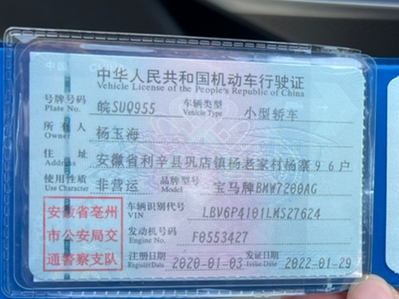 中华人民共和国机动车行驶证
Vehicle License of the People's Republic of China
号牌号码 皖SUQ955 车辆类型 小型轿车
Plate No. Vehicle Type
所有人 杨玉海
Owner
住址 安徽省利辛县巩店镇杨老家村杨寨96户
Address
使用性质 非营运 品牌型号 宝马牌BMW7200AG
Use Character Model
安徽省亳州
市公安局交
通警察支队
车辆识别代号 LBV6P4101LMS27624
VIN
发动机号码 F0553427
Engine No.
注册日期 2020-01-03 发证日期 2022-01-29
Register Date Issue Date